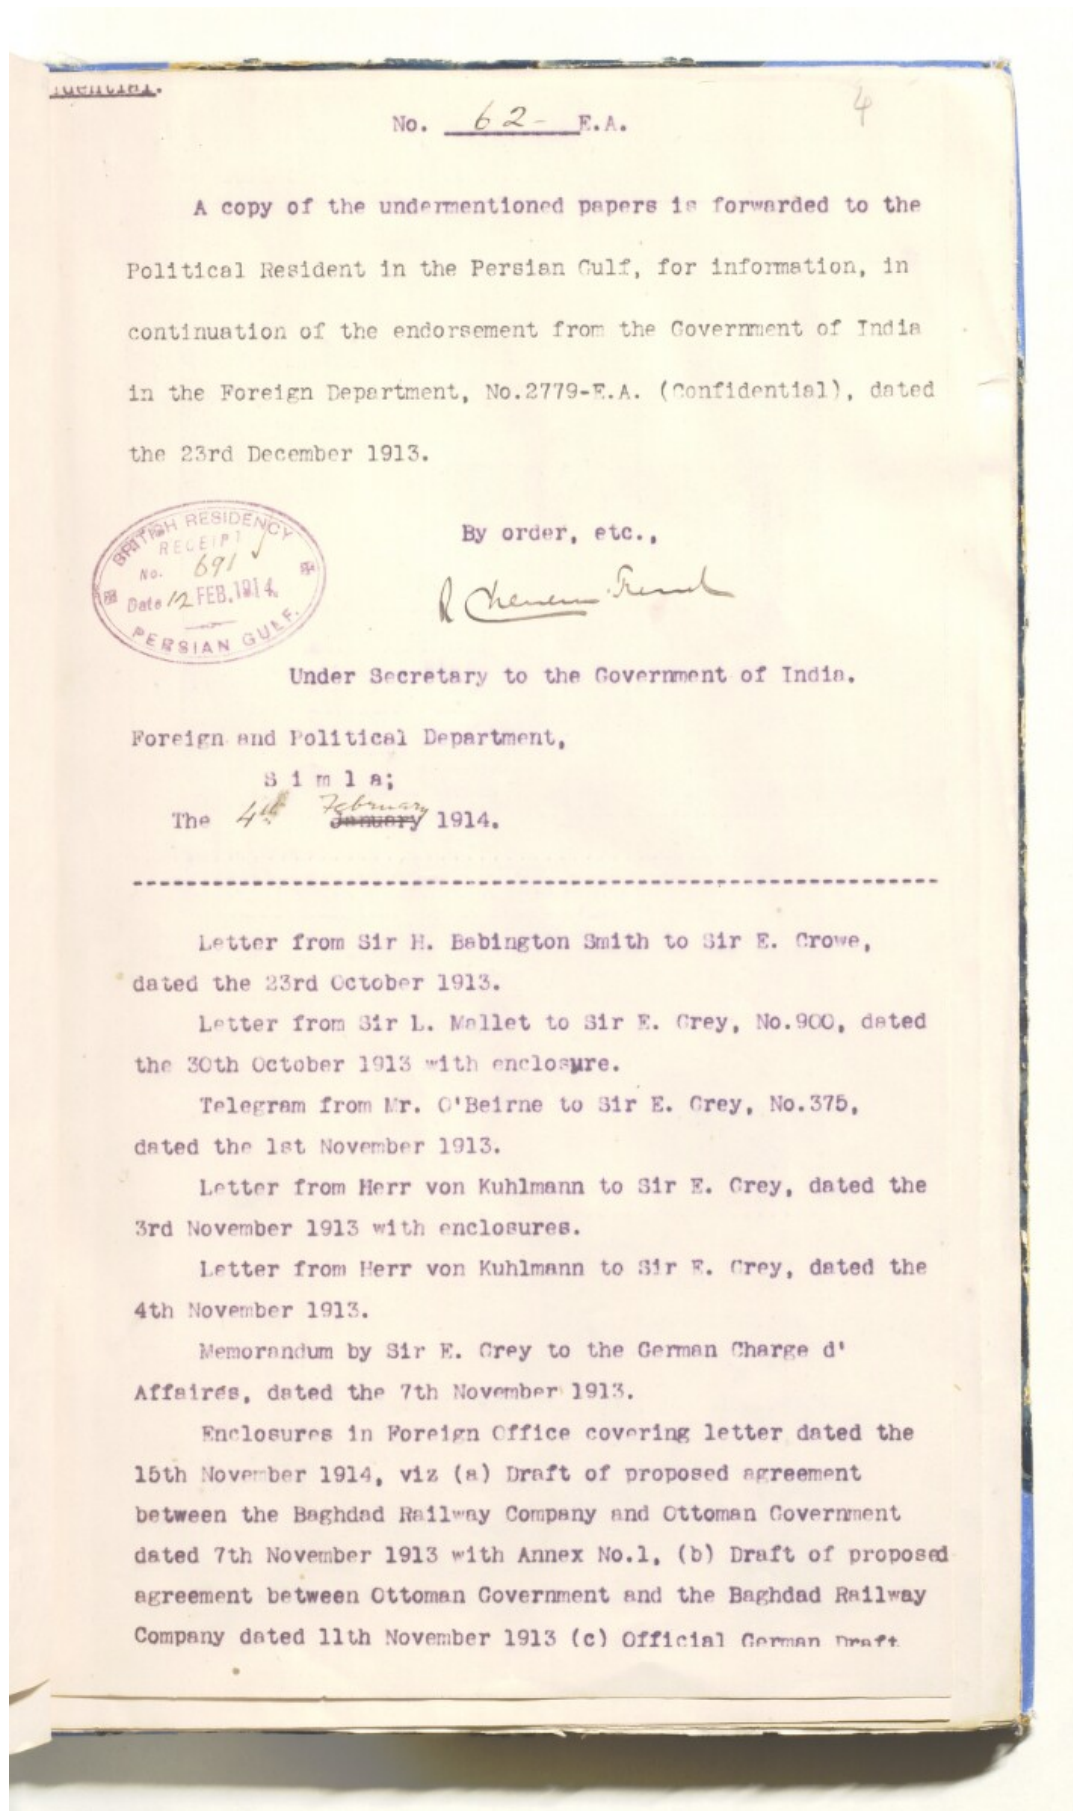 No. 62- E.A.
4
A copy of the undermentioned papers is forwarded to the
Political Resident in the Persian Gulf, for information, in
continuation of the endorsement from the Government of India
in the Foreign Department, No.2779-E.A. (Confidential), dated
the 23rd December 1913.
BRITISH RESIDENCY
RECEIPT
No. 691
Date 12 FEB. 1914.
PERSIAN GULF.
By order, etc.,
R
Under Secretary to the Government of India.
Foreign and Political Department,
S i m l a;
The 4th February January 1914.
Letter from Sir H. Babington Smith to Sir E. Crowe,
dated the 23rd October 1913.
Letter from Sir L. Mallet to Sir E. Grey, No.900, dated
the 30th October 1913 with enclosure.
Telegram from Mr. O'Beirne to Sir E. Grey, No.375,
dated the 1st November 1913.
Letter from Herr von Kuhlmann to Sir E. Grey, dated the
3rd November 1913 with enclosures.
Letter from Herr von Kuhlmann to Sir E. Grey, dated the
4th November 1913.
Memorandum by Sir E. Grey to the German Charge d'
Affaires, dated the 7th November 1913.
Enclosures in Foreign Office covering letter dated the
15th November 1914, viz (a) Draft of proposed agreement
between the Baghdad Railway Company and Ottoman Government
dated 7th November 1913 with Annex No.1, (b) Draft of proposed
agreement between Ottoman Government and the Baghdad Railway
Company dated 11th November 1913 (c) Official German Draft